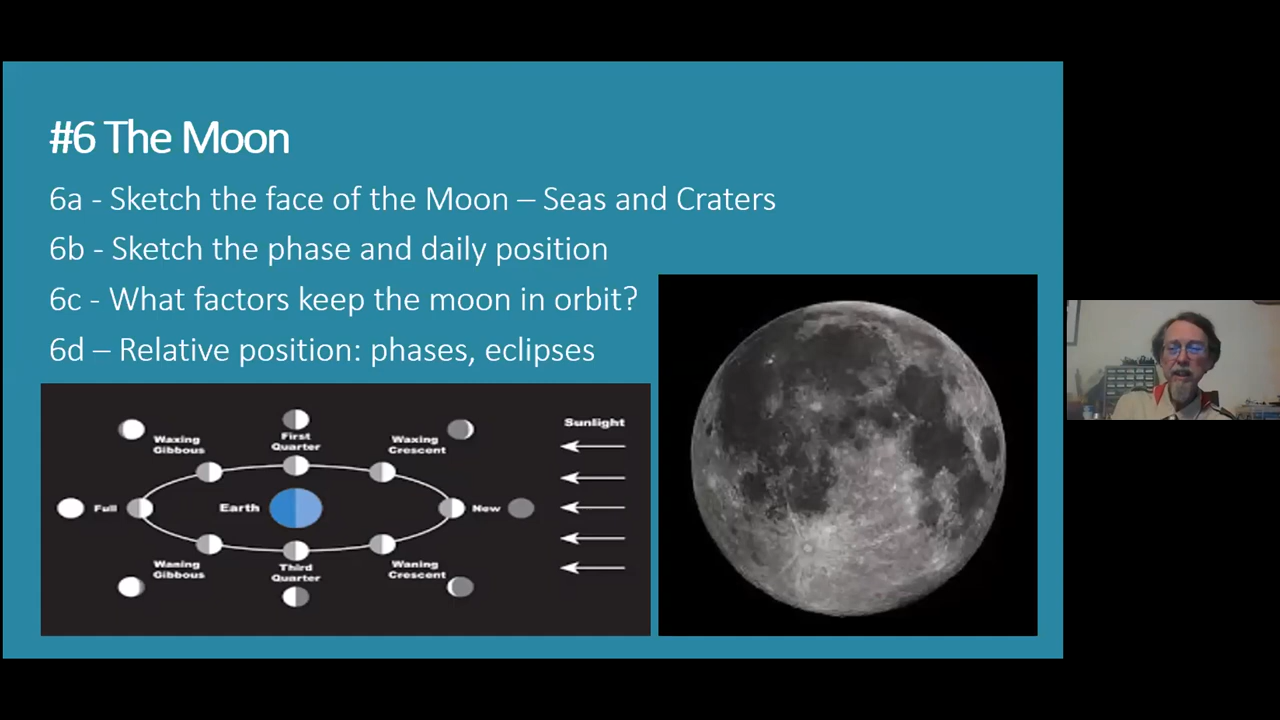 #6 The Moon
6a - Sketch the face of the Moon – Seas and Craters
6b - Sketch the phase and daily position
6c - What factors keep the moon in orbit?
6d – Relative position: phases, eclipses
Sunlight
Waxing
Gibbous
First
Quarter
Waxing
Crescent
Full
Earth
New
Waning
Gibbous
Third
Quarter
Waning
Crescent